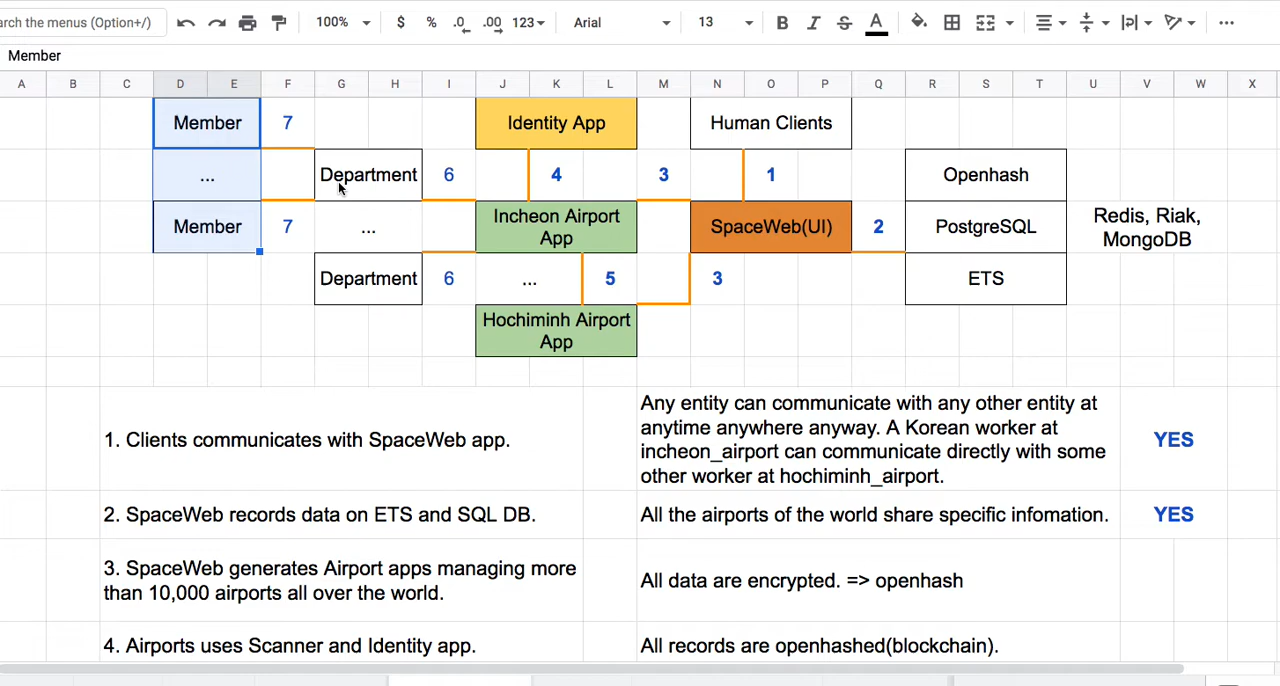 arch the menus (Option+/)
100%
$ % .0 .00 123
Arial
13
B I S A
Member
A B C D E F G H I J K L M N O P Q R S T U V W X
Member 7 Identity App Human Clients
... Department 6 4 3 1 Openhash
Member 7 ... Incheon Airport App SpaceWeb(UI) 2 PostgreSQL Redis, Riak, MongoDB
Department 6 ... 5 3 ETS
Hochiminh Airport App
1. Clients communicates with SpaceWeb app.
Any entity can communicate with any other entity at
anytime anywhere anyway. A Korean worker at
incheon_airport can communicate directly with some
other worker at hochiminh_airport.
YES
2. SpaceWeb records data on ETS and SQL DB.
All the airports of the world share specific infomation.
YES
3. SpaceWeb generates Airport apps managing more
than 10,000 airports all over the world.
All data are encrypted. => openhash
4. Airports uses Scanner and Identity app.
All records are openhashed(blockchain).